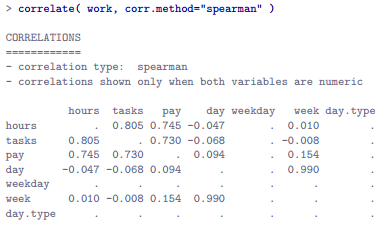 > correlate( work, corr.method="spearman" )
CORRELATIONS
============
- correlation type:  spearman
- correlations shown only when both variables are numeric
          hours  tasks   pay    day weekday   week day.type
hours         .  0.805 0.745 -0.047       .  0.010        .
tasks     0.805      . 0.730 -0.068       . -0.008        .
pay       0.745  0.730     .  0.094       .  0.154        .
day      -0.047 -0.068 0.094      .       .  0.990        .
weekday       .      .     .      .       .      .        .
week      0.010 -0.008 0.154  0.990       .      .        .
day.type      .      .     .      .       .      .        .